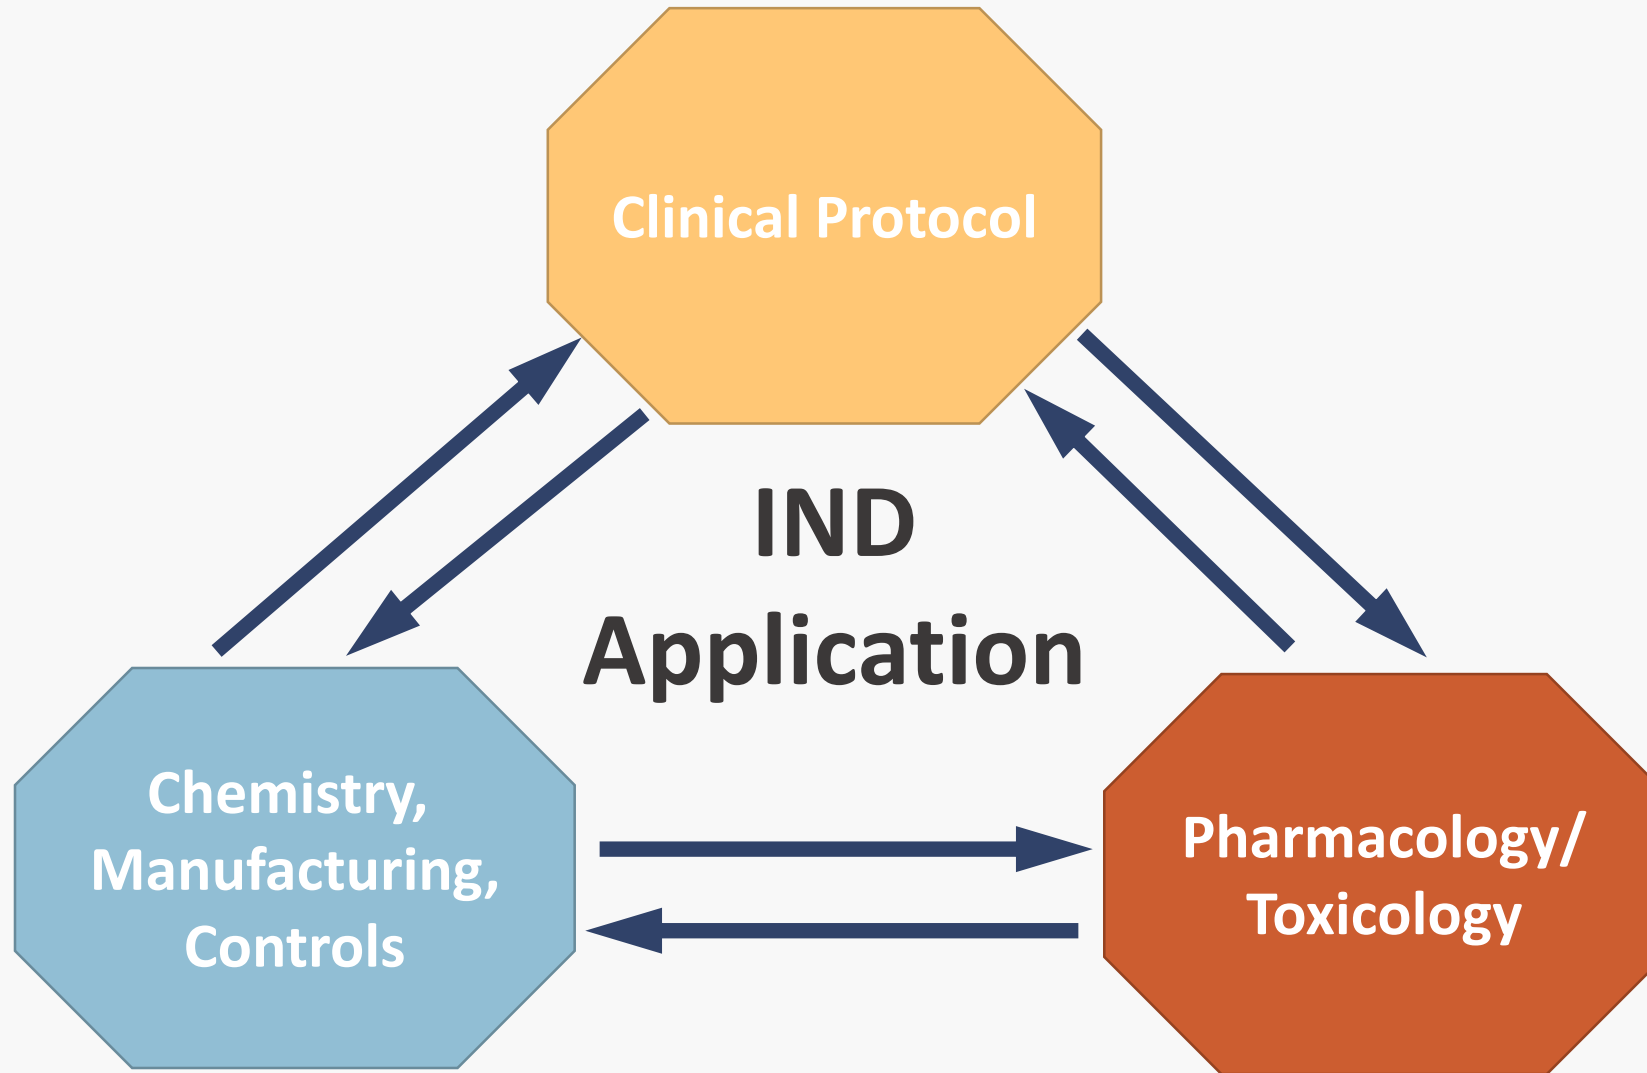 Clinical Protocol
IND
Application
Chemistry,
Manufacturing,
Controls
Pharmacology/
Toxicology